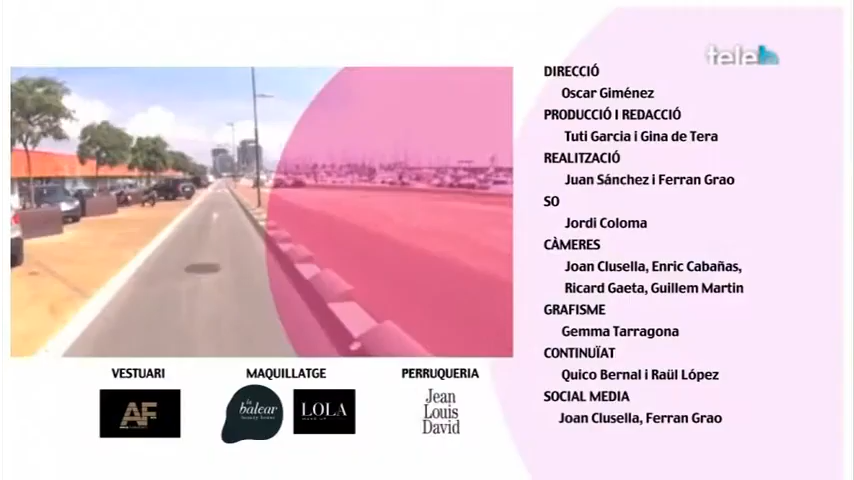 teleb
DIRECCIÓ
Oscar Giménez
PRODUCCIÓ I REDACCIÓ
Tuti Garcia i Gina de Tera
REALITZACIÓ
Juan Sánchez i Ferran Grao
SO
Jordi Coloma
CÀMERES
Joan Clusella, Enric Cabañas,
Ricard Gaeta, Guillem Martin
GRAFISME
Gemma Tarragona
CONTINUÏAT
Quico Bernal i Raül López
SOCIAL MEDIA
Joan Clusella, Ferran Grao
VESTUARI
AF
MAQUILLATGE
la
balear
LOLA
PERRUQUERIA
Jean
Louis
David